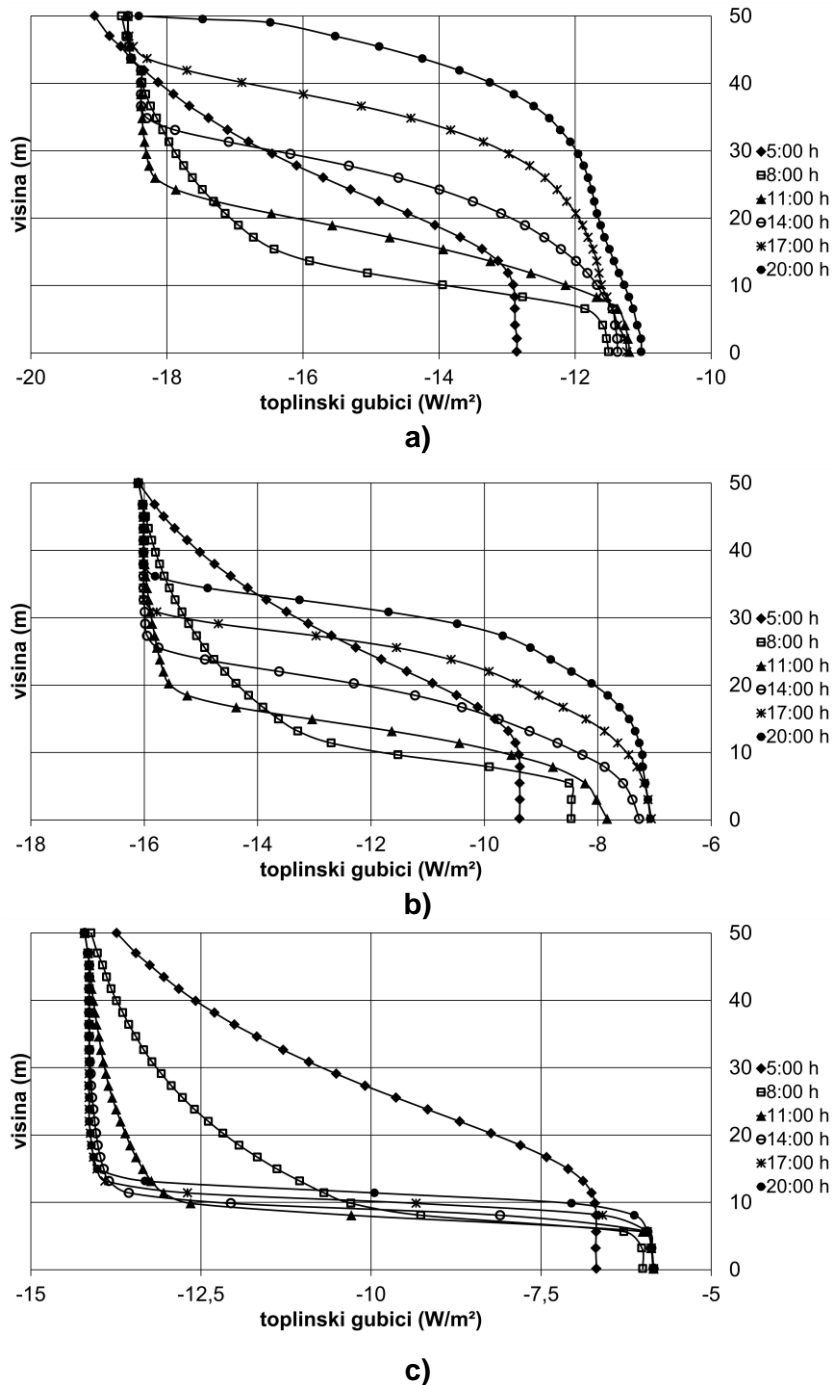 50
40
30
20
10
0
visina (m)
-20 -18 -16 -14 -12 -10
toplinski gubici (W/m²)
5:00 h
8:00 h
11:00 h
14:00 h
17:00 h
20:00 h
a)
50
40
30
20
10
0
visina (m)
-18 -16 -14 -12 -10 -8 -6
toplinski gubici (W/m²)
5:00 h
8:00 h
11:00 h
14:00 h
17:00 h
20:00 h
b)
50
40
30
20
10
0
visina (m)
-15 -12,5 -10 -7,5 -5
toplinski gubici (W/m²)
5:00 h
8:00 h
11:00 h
14:00 h
17:00 h
20:00 h
c)